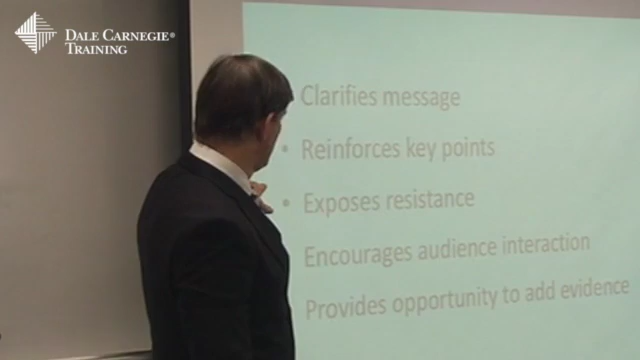 DALE CARNEGIE®
TRAINING
Clarifies message
• Reinforces key points
• Exposes resistance
Encourages audience interaction
Provides opportunity to add evidence